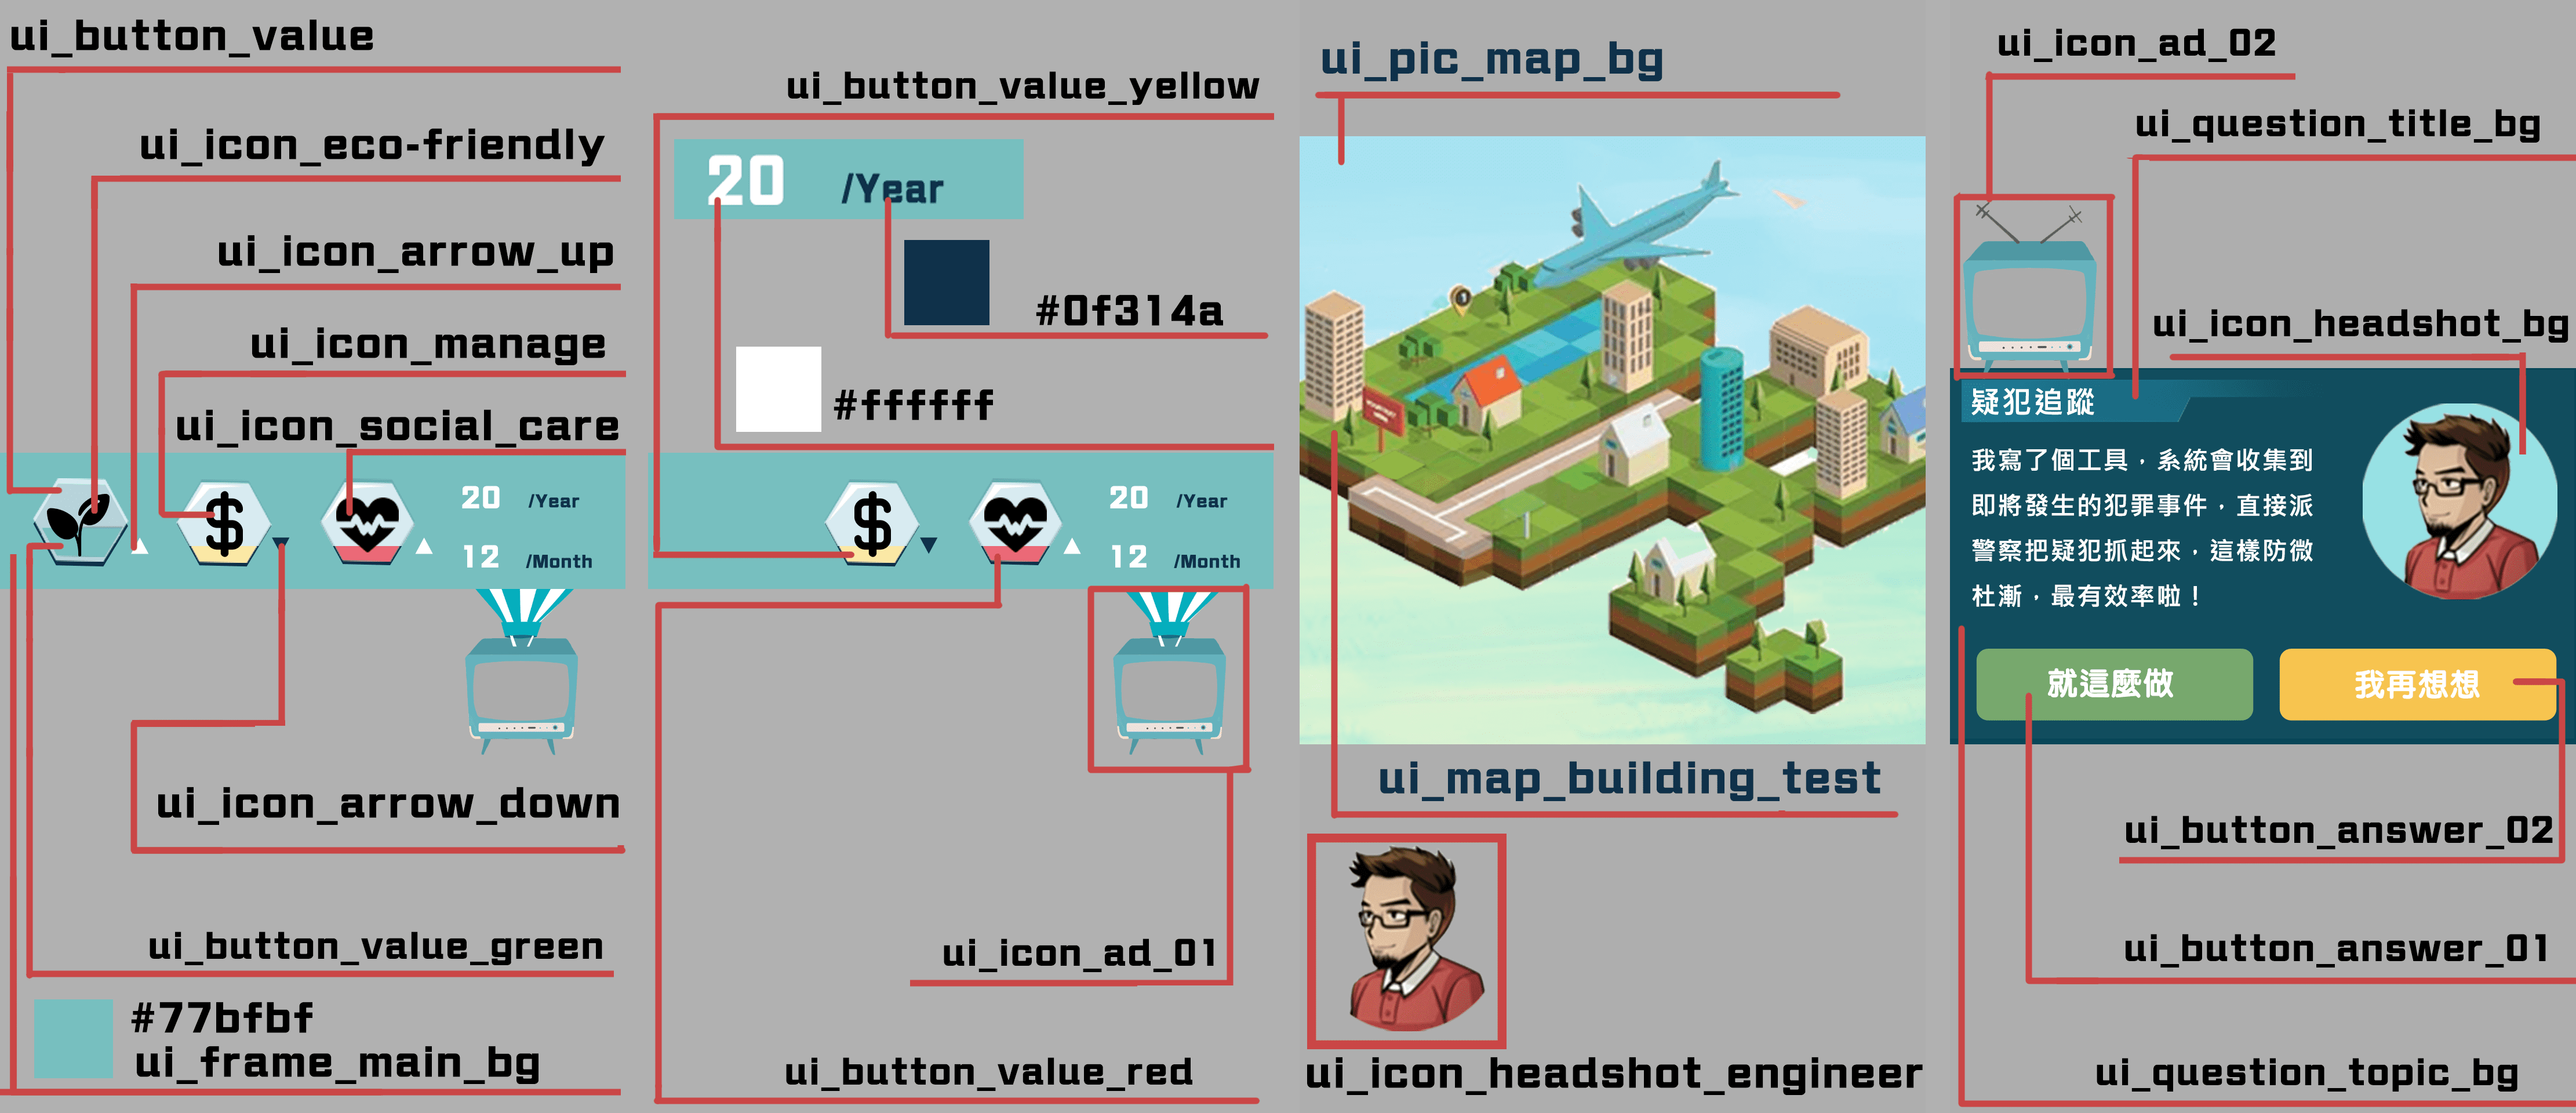 ui_button_value
ui_icon_eco-friendly
ui_icon_arrow_up
ui_icon_manage
ui_icon_social_care
$
20 /Year
12 /Month
ui_icon_arrow_down
ui_button_value_green
#77bfbf
ui_frame_main_bg
ui_button_value_yellow
20 /Year
#0f314a
#ffffff
$
20 /Year
12 /Month
ui_icon_ad_01
ui_button_value_red
ui_pic_map_bg
ui_map_building_test
ui_icon_headshot_engineer
ui_icon_ad_02
ui_question_title_bg
ui_icon_headshot_bg
疑犯追蹤
我寫了個工具，系統會收集到
即將發生的犯罪事件，直接派
警察把疑犯抓起來，這樣防微
杜漸，最有效率啦！
就這麼做
我再想想
ui_button_answer_02
ui_button_answer_01
ui_question_topic_bg